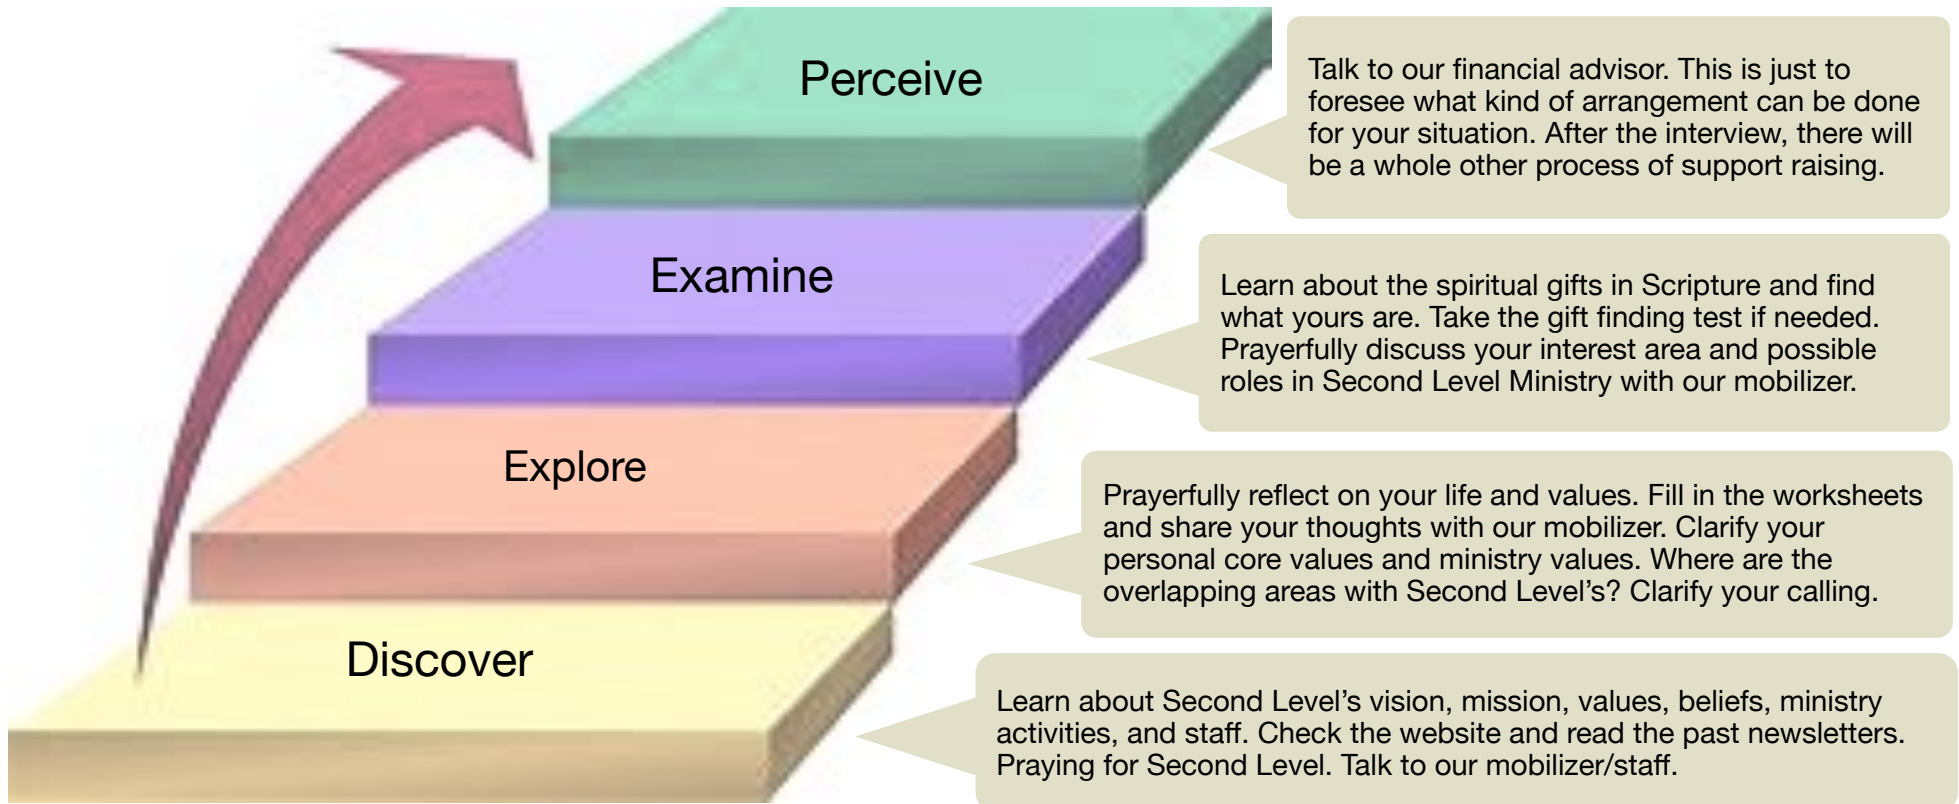 Perceive
Talk to our financial advisor. This is just to
foresee what kind of arrangement can be done
for your situation. After the interview, there will
be a whole other process of support raising.
Examine
Learn about the spiritual gifts in Scripture and find
what yours are. Take the gift finding test if needed.
Prayerfully discuss your interest area and possible
roles in Second Level Ministry with our mobilizer.
Explore
Prayerfully reflect on your life and values. Fill in the worksheets
and share your thoughts with our mobilizer. Clarify your
personal core values and ministry values. Where are the
overlapping areas with Second Level’s? Clarify your calling.
Discover
Learn about Second Level’s vision, mission, values, beliefs, ministry
activities, and staff. Check the website and read the past newsletters.
Praying for Second Level. Talk to our mobilizer/staff.